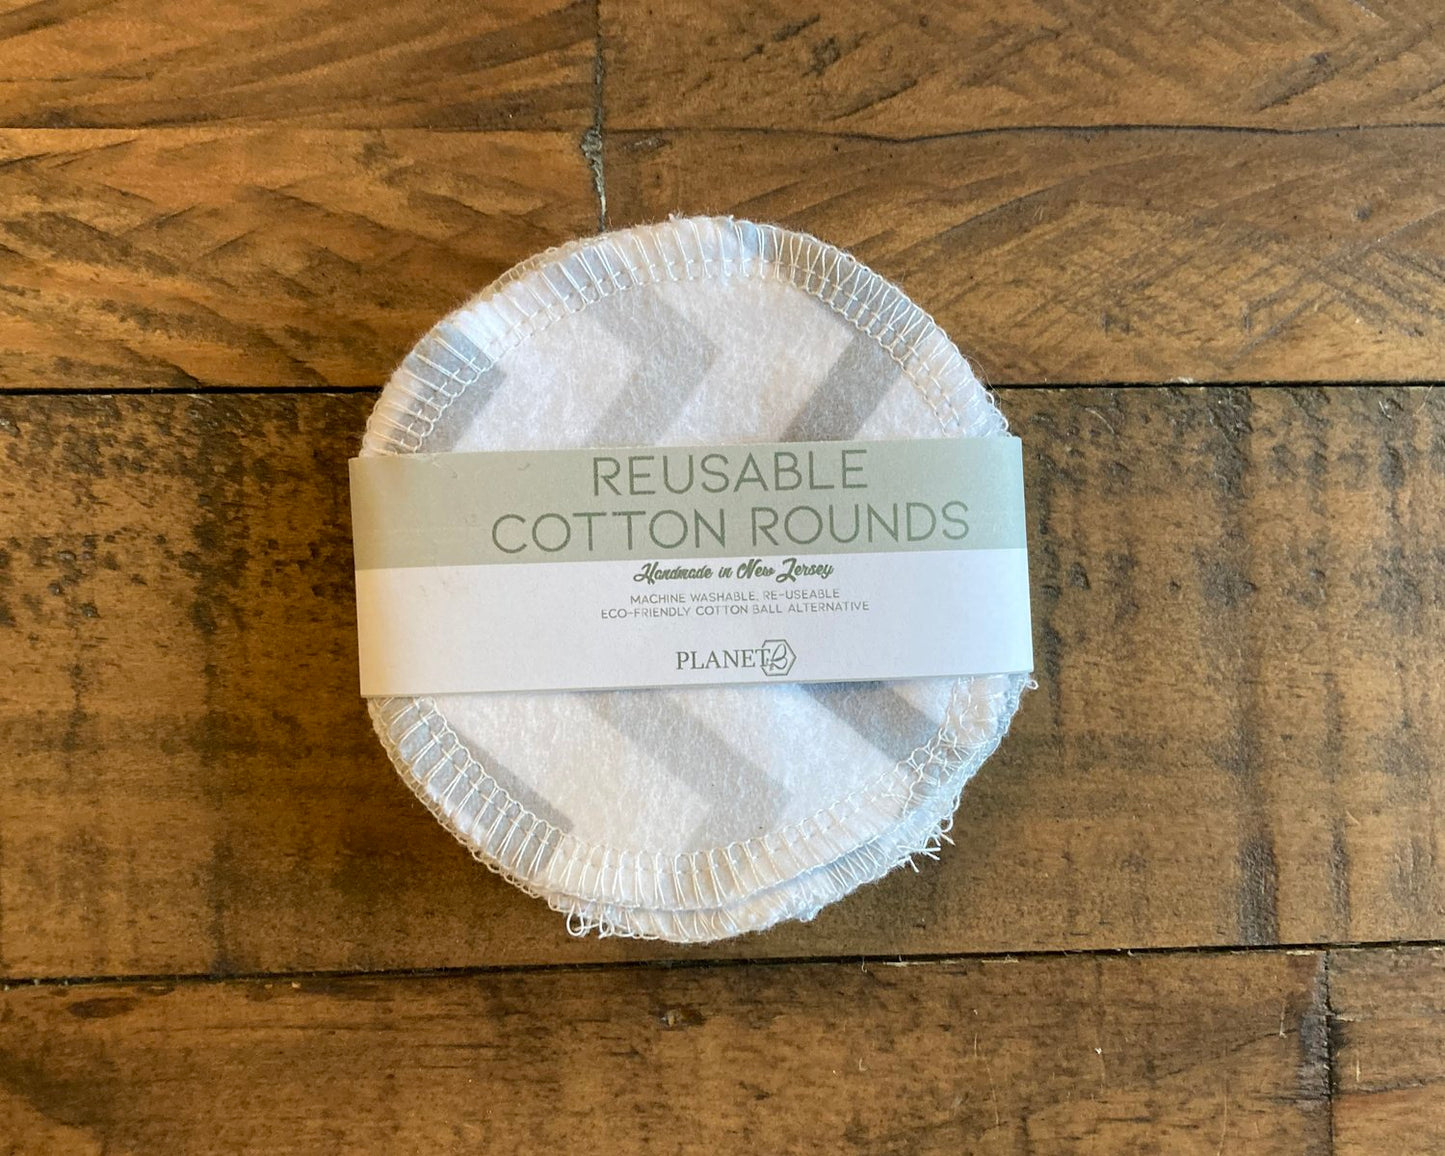 REUSABLE
COTTON ROUNDS
Handmade in New Jersey
MACHINE WASHABLE, RE-USEABLE
ECO-FRIENDLY COTTON BALL ALTERNATIVE
PLANET B